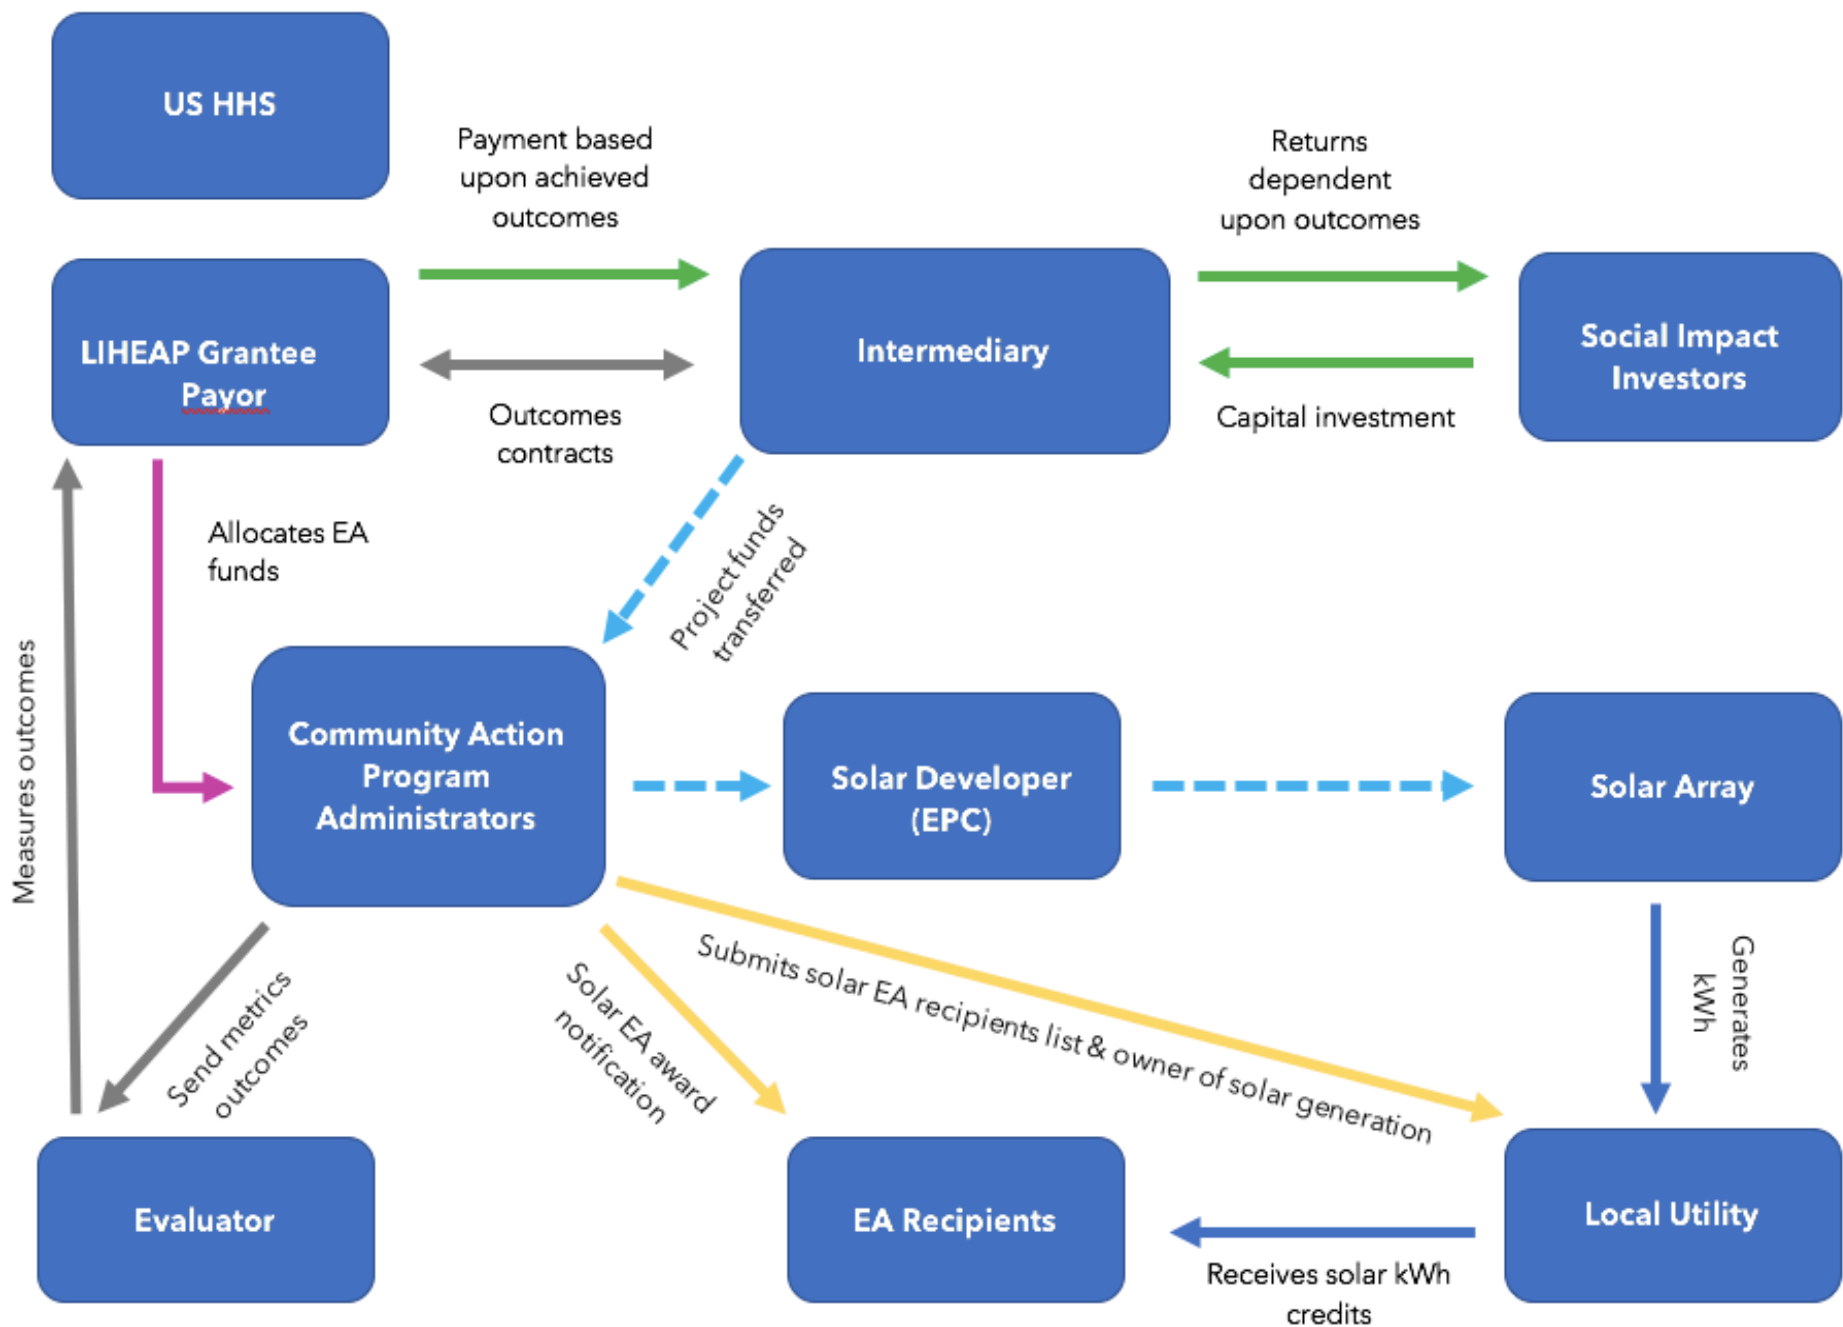 US HHS
Payment based
upon achieved
outcomes
Returns
dependent
upon outcomes
LIHEAP Grantee
Payor
Intermediary
Social Impact
Investors
Outcomes
contracts
Capital investment
Allocates EA
funds
Project funds
transferred
Measures outcomes
Community Action
Program
Administrators
Solar Developer
(EPC)
Solar Array
Send metrics
outcomes
Solar EA award
notification
Submits solar EA recipients list & owner of solar generation
Generates
kWh
Evaluator
EA Recipients
Local Utility
Receives solar kWh
credits